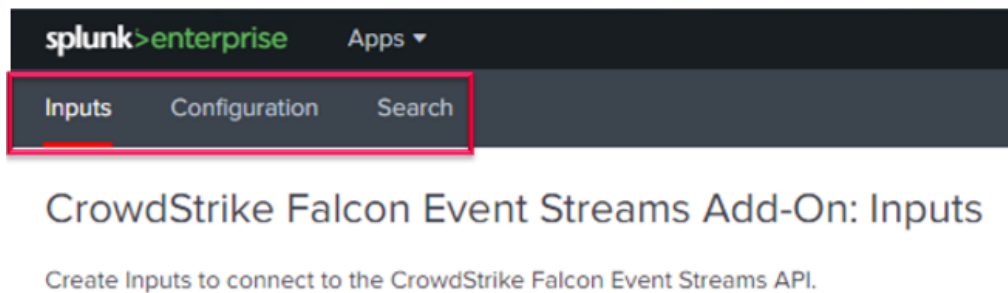 splunk>enterprise Apps
Inputs Configuration Search
CrowdStrike Falcon Event Streams Add-On: Inputs
Create Inputs to connect to the CrowdStrike Falcon Event Streams API.